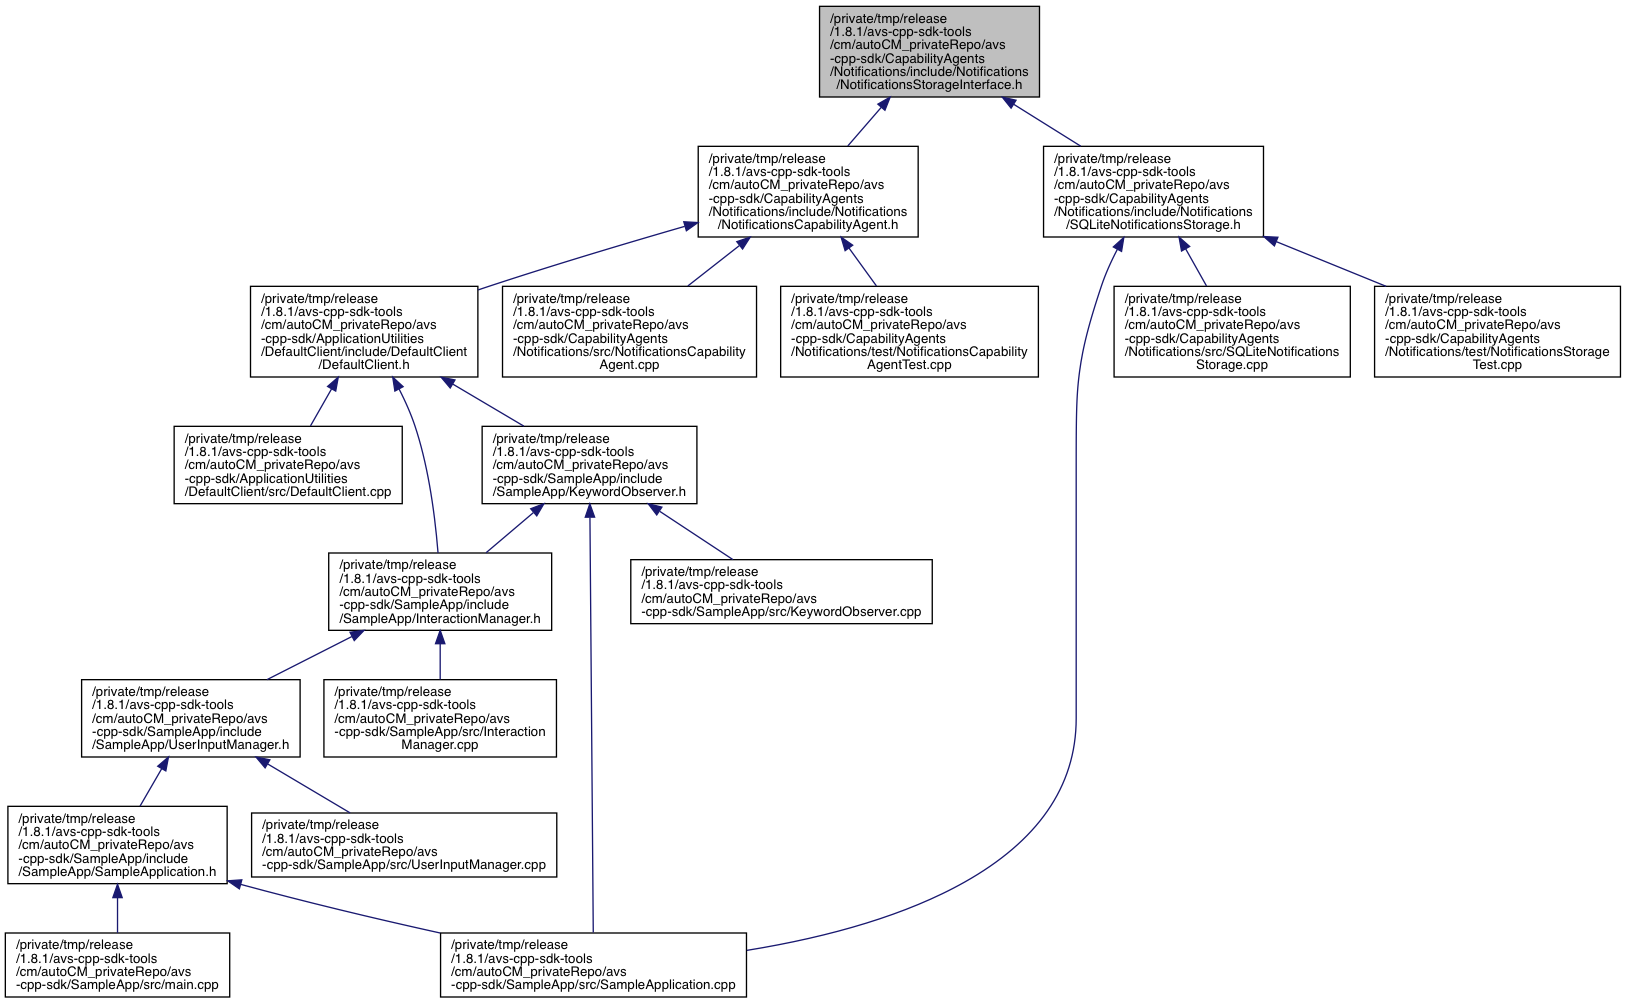 /private/tmp/release
/1.8.1/avs-cpp-sdk-tools
/cm/autoCM_privateRepo/avs
-cpp-sdk/CapabilityAgents
/Notifications/include/Notifications
/NotificationsStorageInterface.h
/private/tmp/release
/1.8.1/avs-cpp-sdk-tools
/cm/autoCM_privateRepo/avs
-cpp-sdk/CapabilityAgents
/Notifications/include/Notifications
/NotificationsCapabilityAgent.h
/private/tmp/release
/1.8.1/avs-cpp-sdk-tools
/cm/autoCM_privateRepo/avs
-cpp-sdk/CapabilityAgents
/Notifications/include/Notifications
/SQLiteNotificationsStorage.h
/private/tmp/release
/1.8.1/avs-cpp-sdk-tools
/cm/autoCM_privateRepo/avs
-cpp-sdk/ApplicationUtilities
/DefaultClient/include/DefaultClient
/DefaultClient.h
/private/tmp/release
/1.8.1/avs-cpp-sdk-tools
/cm/autoCM_privateRepo/avs
-cpp-sdk/CapabilityAgents
/Notifications/src/NotificationsCapability
Agent.cpp
/private/tmp/release
/1.8.1/avs-cpp-sdk-tools
/cm/autoCM_privateRepo/avs
-cpp-sdk/CapabilityAgents
/Notifications/test/NotificationsCapability
AgentTest.cpp
/private/tmp/release
/1.8.1/avs-cpp-sdk-tools
/cm/autoCM_privateRepo/avs
-cpp-sdk/CapabilityAgents
/Notifications/src/SQLiteNotifications
Storage.cpp
/private/tmp/release
/1.8.1/avs-cpp-sdk-tools
/cm/autoCM_privateRepo/avs
-cpp-sdk/CapabilityAgents
/Notifications/test/NotificationsStorage
Test.cpp
/private/tmp/release
/1.8.1/avs-cpp-sdk-tools
/cm/autoCM_privateRepo/avs
-cpp-sdk/ApplicationUtilities
/DefaultClient/src/DefaultClient.cpp
/private/tmp/release
/1.8.1/avs-cpp-sdk-tools
/cm/autoCM_privateRepo/avs
-cpp-sdk/SampleApp/include
/SampleApp/KeywordObserver.h
/private/tmp/release
/1.8.1/avs-cpp-sdk-tools
/cm/autoCM_privateRepo/avs
-cpp-sdk/SampleApp/include
/SampleApp/InteractionManager.h
/private/tmp/release
/1.8.1/avs-cpp-sdk-tools
/cm/autoCM_privateRepo/avs
-cpp-sdk/SampleApp/src/KeywordObserver.cpp
/private/tmp/release
/1.8.1/avs-cpp-sdk-tools
/cm/autoCM_privateRepo/avs
-cpp-sdk/SampleApp/include
/SampleApp/UserInputManager.h
/private/tmp/release
/1.8.1/avs-cpp-sdk-tools
/cm/autoCM_privateRepo/avs
-cpp-sdk/SampleApp/src/Interaction
Manager.cpp
/private/tmp/release
/1.8.1/avs-cpp-sdk-tools
/cm/autoCM_privateRepo/avs
-cpp-sdk/SampleApp/include
/SampleApp/SampleApplication.h
/private/tmp/release
/1.8.1/avs-cpp-sdk-tools
/cm/autoCM_privateRepo/avs
-cpp-sdk/SampleApp/src/UserInputManager.cpp
/private/tmp/release
/1.8.1/avs-cpp-sdk-tools
/cm/autoCM_privateRepo/avs
-cpp-sdk/SampleApp/src/main.cpp
/private/tmp/release
/1.8.1/avs-cpp-sdk-tools
/cm/autoCM_privateRepo/avs
-cpp-sdk/SampleApp/src/SampleApplication.cpp